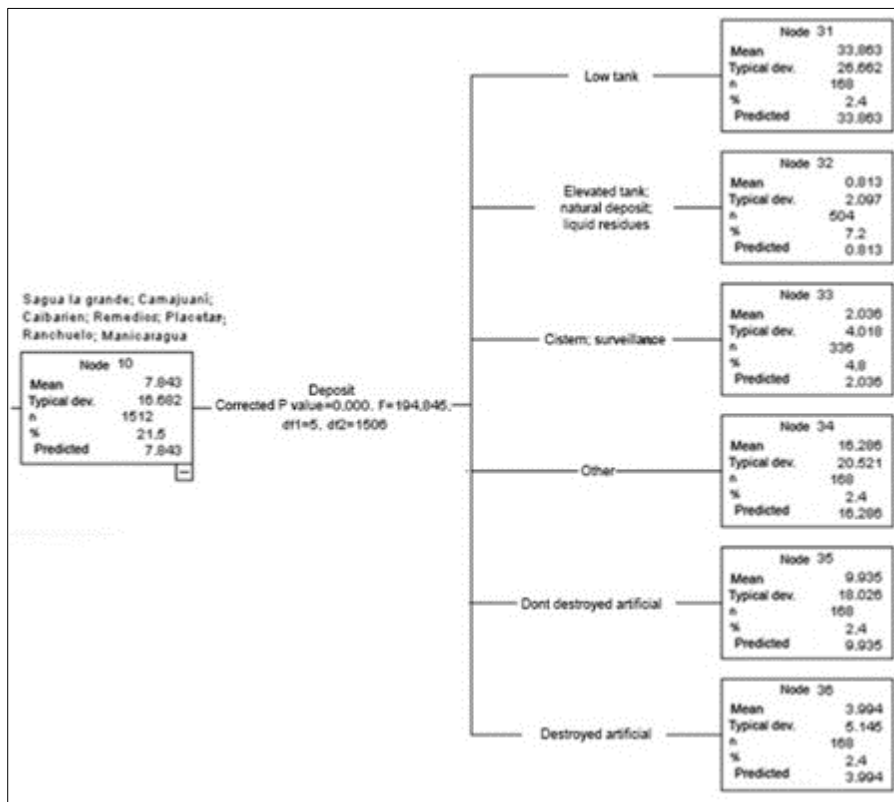 Sagua la grande; Camajuaní;
Caibarien; Remedios; Placetar;
Ranchuelo; Manicaragua
Node 10
Mean 7.843
Typical dev. 16.682
n 1512
% 21,5
Predicted 7.843
Deposit
Corrected P value=0.000. F=194,845,
df1=5, df2=1506
Low tank
Node 31
Mean 33,863
Typical dev. 26.662
n 168
% 2.4
Predicted 33.863
Elevated tank;
natural deposit;
liquid residues
Node 32
Mean 0.813
Typical dev. 2.097
n 504
% 7.2
Predicted 0.813
Cistern; surveillance
Node 33
Mean 2.036
Typical dev. 4.018
n 336
% 4,8
Predicted 2.036
Other
Node 34
Mean 16.286
Typical dev. 20.521
n 168
% 2.4
Predicted 16.286
Dont destroyed artificial
Node 35
Mean 9.935
Typical dev. 18.026
n 168
% 2.4
Predicted 9.935
Destroyed artificial
Node 36
Mean 3.994
Typical dev. 5.145
n 168
% 2.4
Predicted 3.994